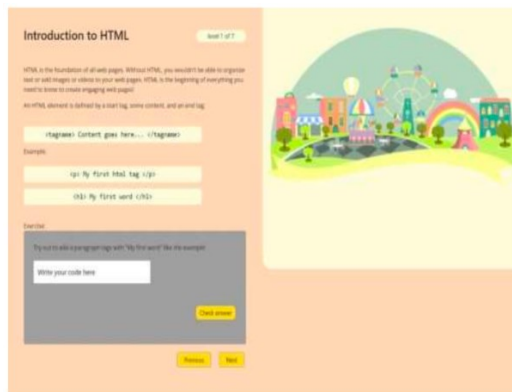 Introduction to HTML
level 1 of 7
HTML is the foundation of all web pages. Without HTML, you wouldn't be able to organize
text or add images or videos to your web pages. HTML is the beginning of everything you
need to know to create engaging web pages!
An HTML element is defined by a start tag, some content, and an end tag:
<tagname> Content goes here... </tagname>
Example:
<p> My first html tag </p>
<h1> My first word </h1>
Exercise:
Try out to add a paragraph tags with "My first word" like the example!
Write your code here
Check answer
Previous
Next